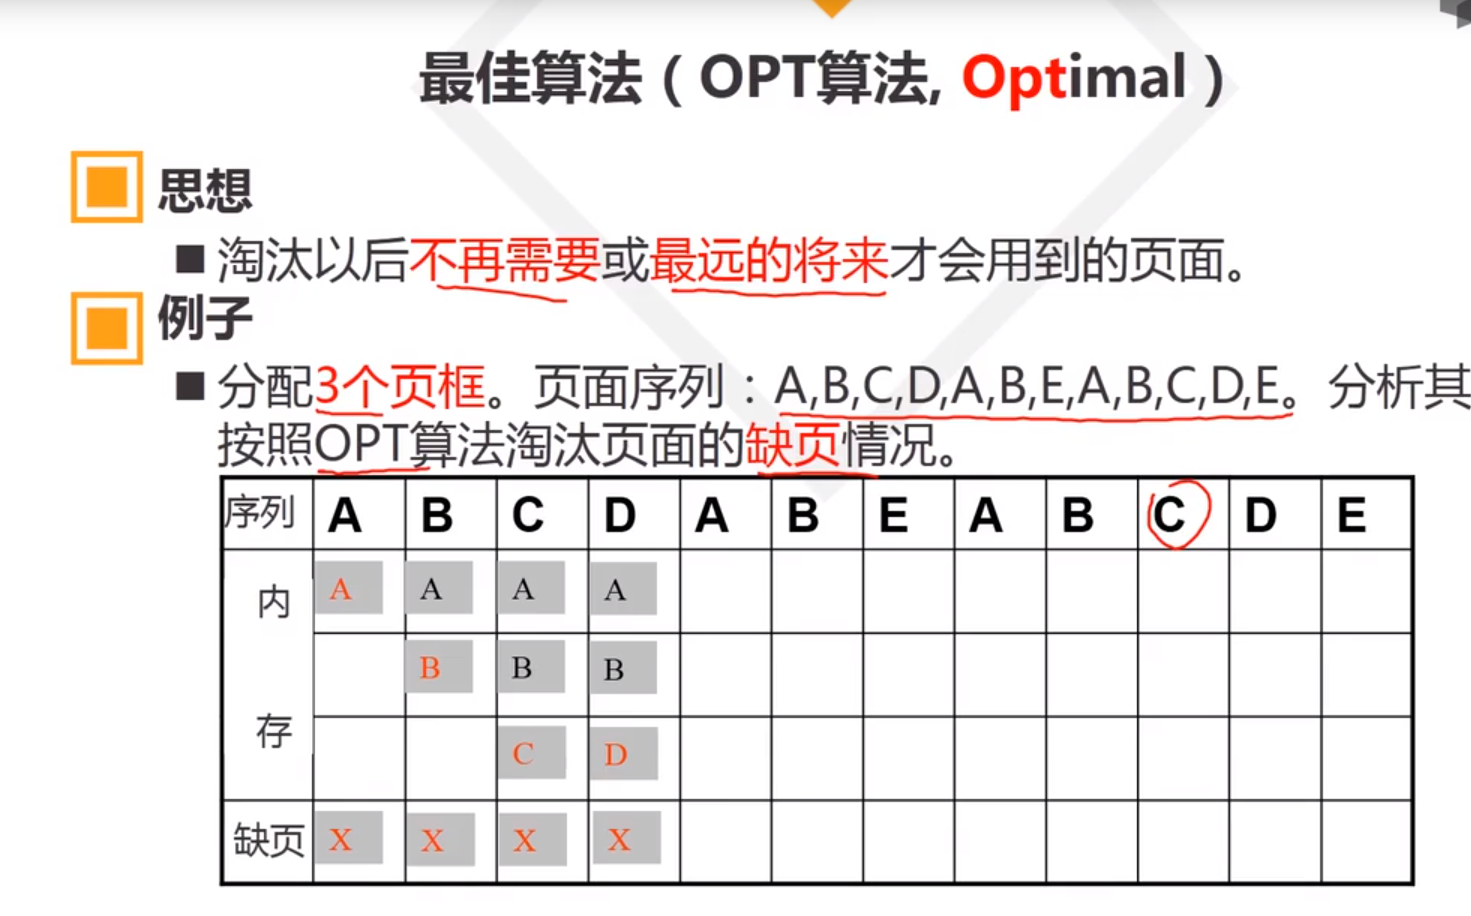 最佳算法（OPT算法, Optimal）
思想
■ 淘汰以后不再需要或最远的将来才会用到的页面。
例子
■ 分配3个页框。页面序列：A,B,C,D,A,B,E,A,B,C,D,E。分析其
按照OPT算法淘汰页面的缺页情况。
序列 A B C D A B E A B C D E
内 A A A A
B B B
存 C D
缺页 X X X X